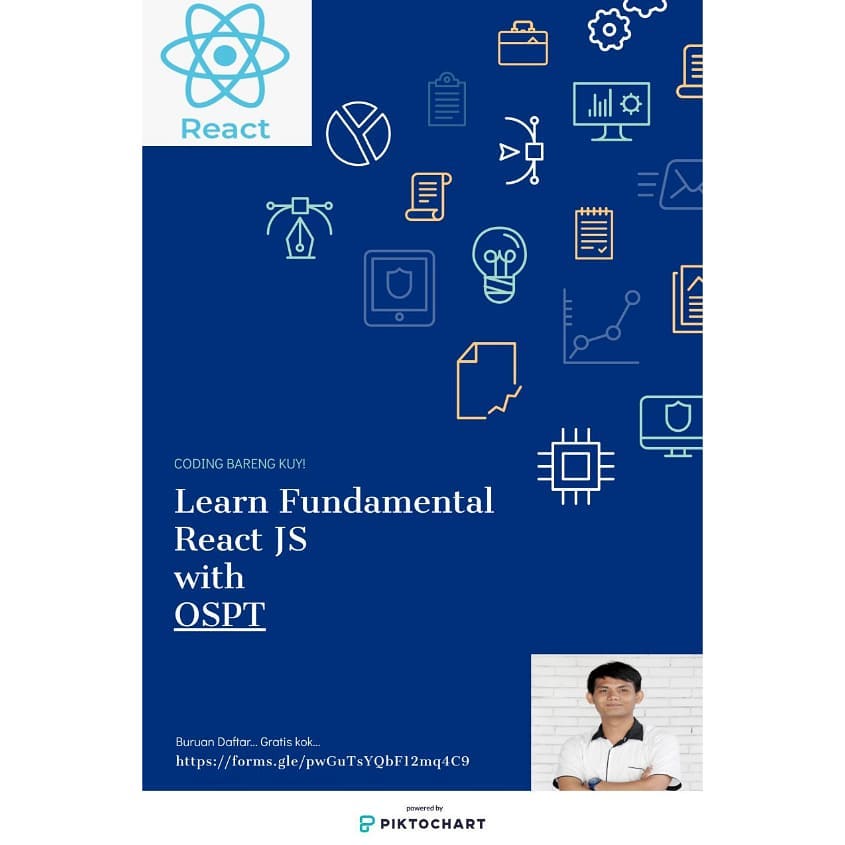 React
CODING BARENG KUY!
Learn Fundamental
React JS
with
OSPT
Buruan Daftar... Gratis kok...
https://forms.gle/pwGuTsYQbF12mq4C9
powered by
PIKTOCHART